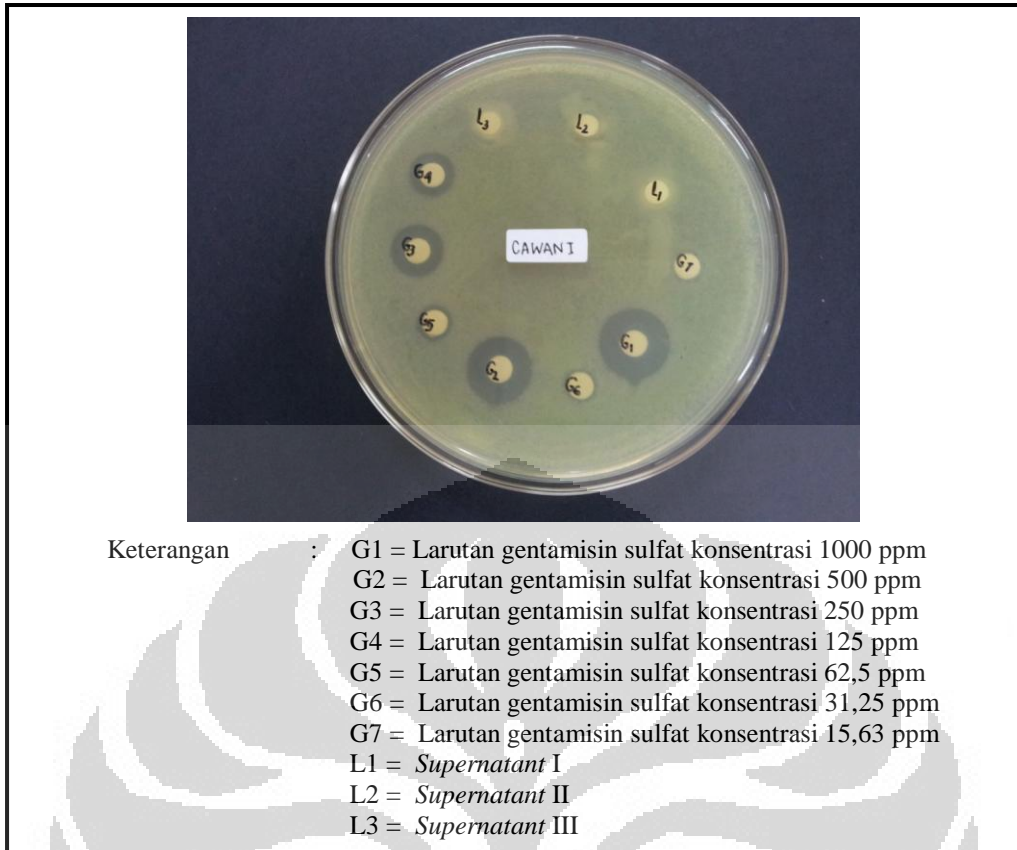 L3
L2
G4
L1
G3
CAWAN I
G7
G5
G1
G2
G6
Keterangan : G1 = Larutan gentamisin sulfat konsentrasi 1000 ppm
G2 = Larutan gentamisin sulfat konsentrasi 500 ppm
G3 = Larutan gentamisin sulfat konsentrasi 250 ppm
G4 = Larutan gentamisin sulfat konsentrasi 125 ppm
G5 = Larutan gentamisin sulfat konsentrasi 62,5 ppm
G6 = Larutan gentamisin sulfat konsentrasi 31,25 ppm
G7 = Larutan gentamisin sulfat konsentrasi 15,63 ppm
L1 = Supernatant I
L2 = Supernatant II
L3 = Supernatant III